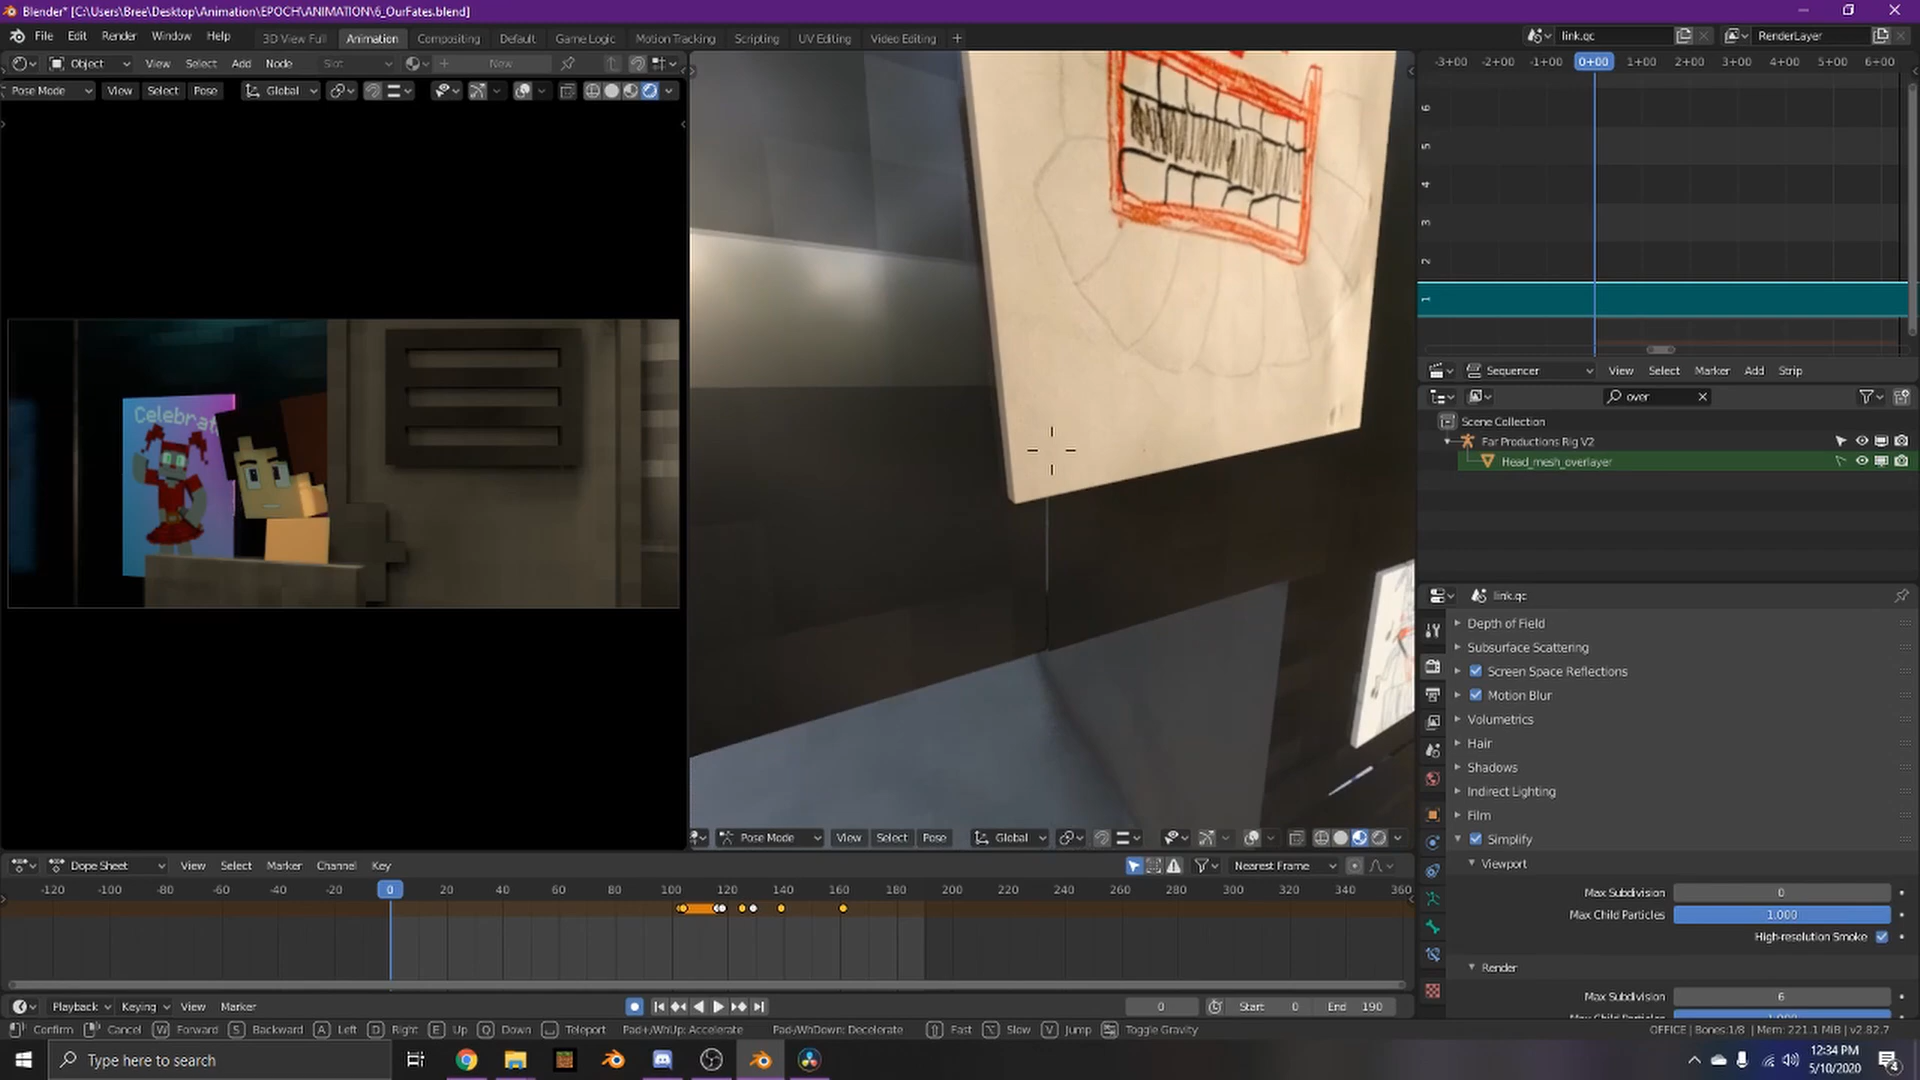 Blender* [C:\Users\Bree\Desktop\Animation\EPOCH\ANIMATION\6_OurFates.blend]
File Edit Render Window Help 3D View Full Animation Compositing Default Game Logic Motion Tracking Scripting UV Editing Video Editing + link.qc RenderLayer
Object View Select Add Node Slot New
Pose Mode View Select Pose Global
-3+00 -2+00 -1+00 0+00 1+00 2+00 3+00 4+00 5+00 6+00
6
5
4
3
2
1
Sequencer View Select Marker Add Strip
over
Scene Collection
Far Productions Rig V2
Head_mesh_overlayer
Celebrat
link.qc
Depth of Field
Subsurface Scattering
Screen Space Reflections
Motion Blur
Volumetrics
Hair
Shadows
Indirect Lighting
Film
Simplify
Viewport
Max Subdivision 0
Max Child Particles 1.000
High-resolution Smoke
Render
Max Subdivision 6
Pose Mode View Select Pose Global
Dope Sheet View Select Marker Channel Key Nearest Frame
-120 -100 -80 -60 -40 -20 0 20 40 60 80 100 120 140 160 180 200 220 240 260 280 300 320 340 360
Playback Keying View Marker 0 Start 0 End 190
Confirm Cancel W Forward S Backward A Left D Right E Up Q Down Teleport Pad+/WhUp: Accelerate Pad-/WhDown: Decelerate Fast Slow V Jump Toggle Gravity OFFICE | Bones:1/8 | Mem: 221.1 MiB | v2.82.7
Type here to search
12:34 PM
5/10/2020
4